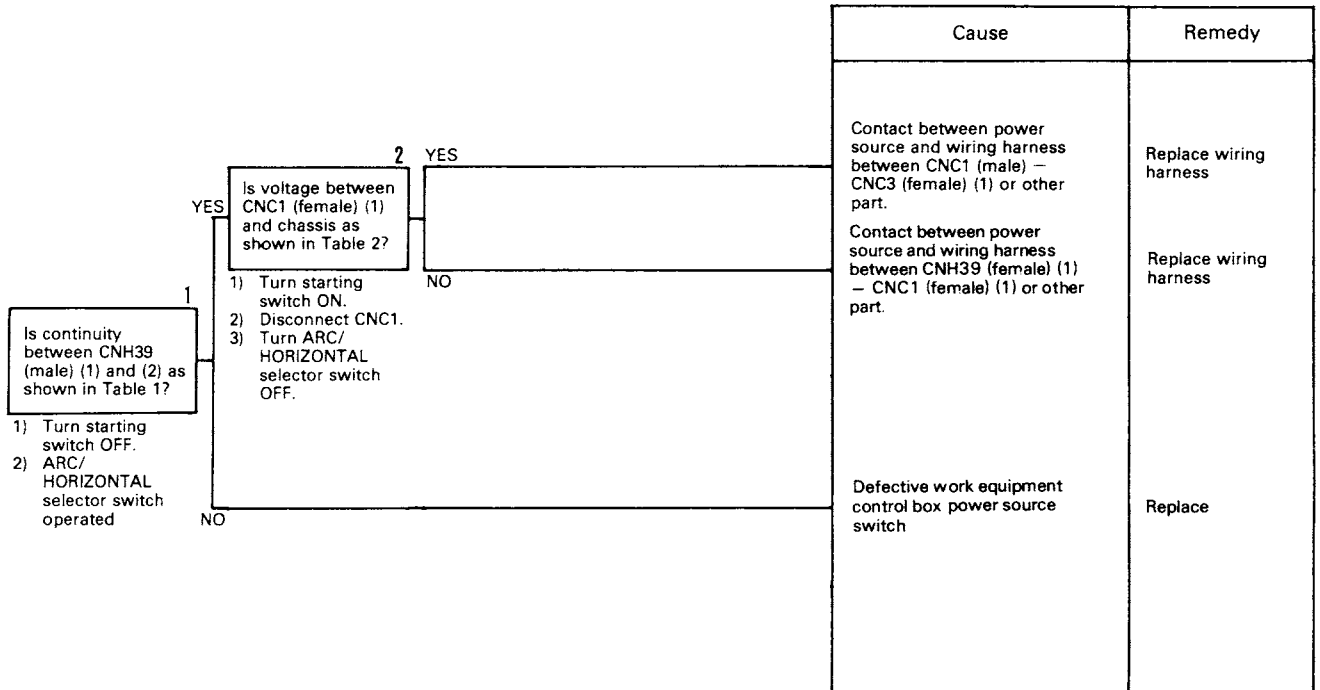 Cause
Remedy
Contact between power
source and wiring harness
between CNC1 (male) –
CNC3 (female) (1) or other
part.
Replace wiring
harness
2
YES
Is voltage between
CNC1 (female) (1)
and chassis as
shown in Table 2?
YES
Contact between power
source and wiring harness
between CNH39 (female) (1)
– CNC1 (female) (1) or other
part.
Replace wiring
harness
NO
1) Turn starting
switch ON.
2) Disconnect CNC1.
3) Turn ARC/
HORIZONTAL
selector switch
OFF.
1
Is continuity
between CNH39
(male) (1) and (2) as
shown in Table 1?
1) Turn starting
switch OFF.
2) ARC/
HORIZONTAL
selector switch
operated
NO
Defective work equipment
control box power source
switch
Replace